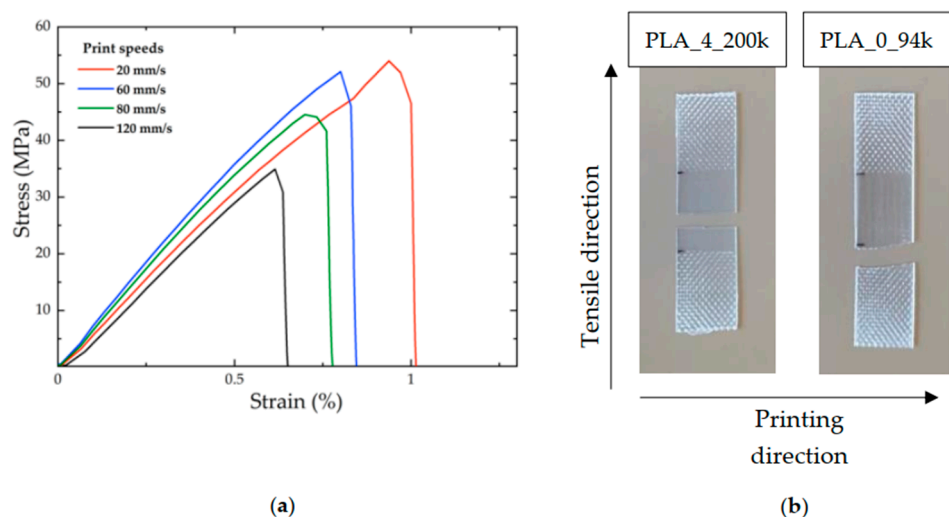 60
50
40
30
20
10
0
0.5
1
Stress (MPa)
Strain (%)
Print speeds
20 mm/s
60 mm/s
80 mm/s
120 mm/s
(a)
PLA_4_200k
PLA_0_94k
Tensile direction
Printing
direction
(b)